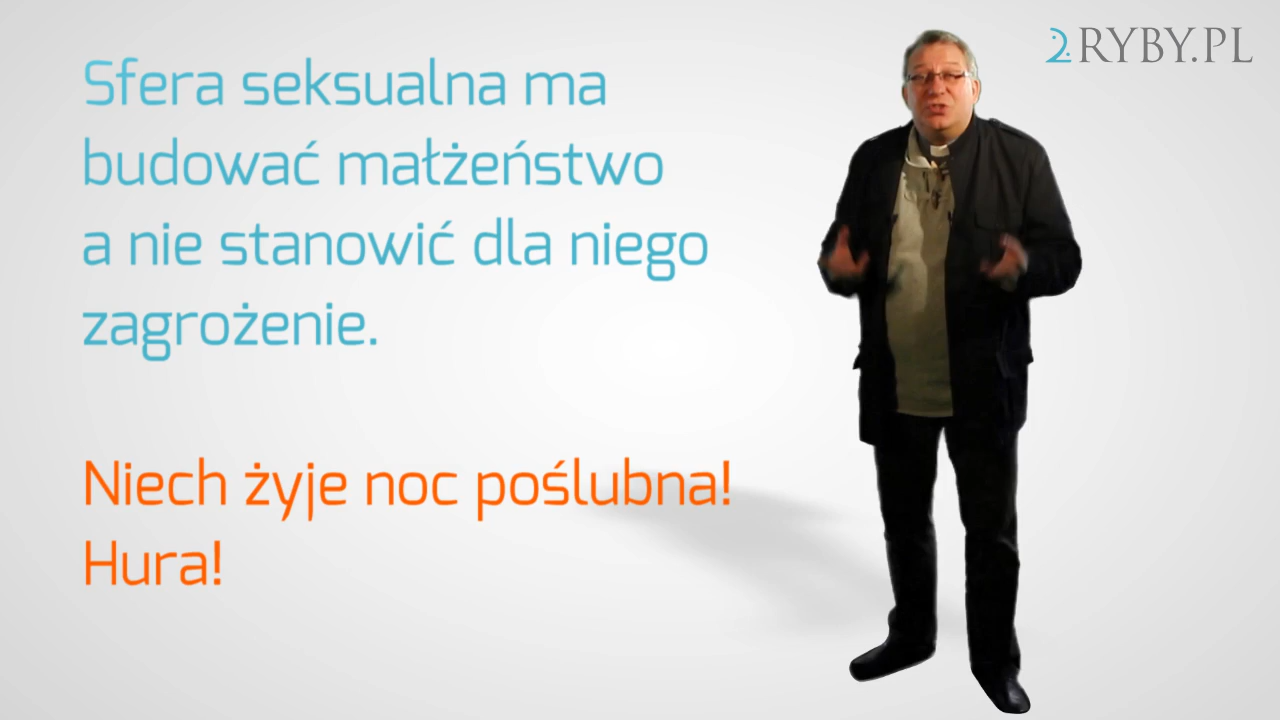 2RYBY.PL
Sfera seksualna ma
budować małżeństwo
a nie stanowić dla niego
zagrożenie.
Niech żyje noc poślubna!
Hura!